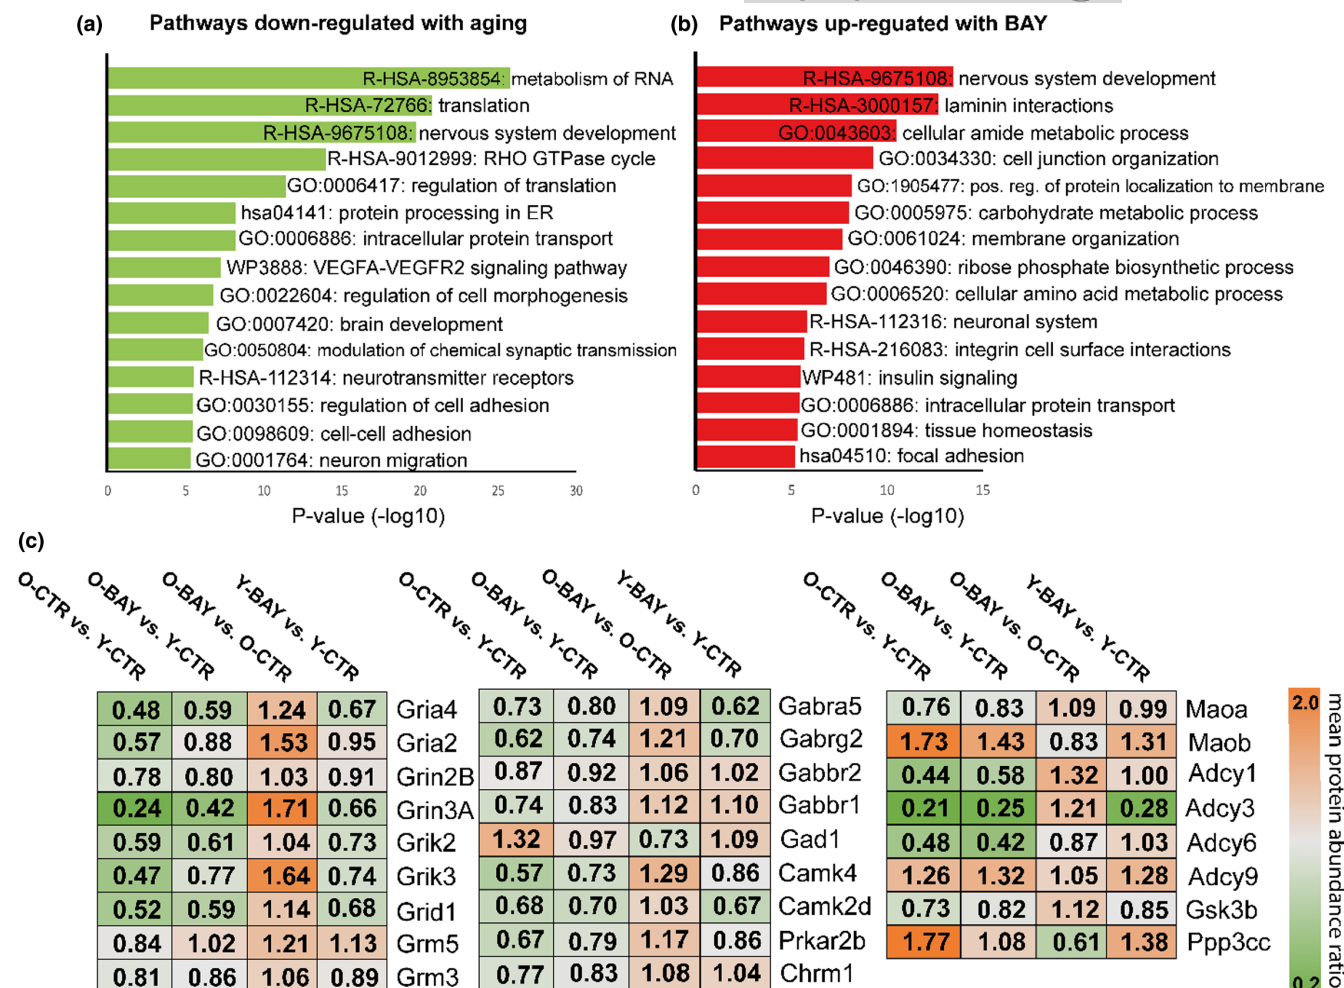 (a) Pathways down-regulated with aging
R-HSA-8953854: metabolism of RNA
R-HSA-72766: translation
R-HSA-9675108: nervous system development
R-HSA-9012999: RHO GTPase cycle
GO:0006417: regulation of translation
hsa04141: protein processing in ER
GO:0006886: intracellular protein transport
WP3888: VEGFA-VEGFR2 signaling pathway
GO:0022604: regulation of cell morphogenesis
GO:0007420: brain development
GO:0050804: modulation of chemical synaptic transmission
R-HSA-112314: neurotransmitter receptors
GO:0030155: regulation of cell adhesion
GO:0098609: cell-cell adhesion
GO:0001764: neuron migration
0 5 10 15 20 25 30
P-value (-log10)
(b) Pathways up-reguated with BAY
R-HSA-9675108: nervous system development
R-HSA-3000157: laminin interactions
GO:0043603: cellular amide metabolic process
GO:0034330: cell junction organization
GO:1905477: pos. reg. of protein localization to membrane
GO:0005975: carbohydrate metabolic process
GO:0061024: membrane organization
GO:0046390: ribose phosphate biosynthetic process
GO:0006520: cellular amino acid metabolic process
R-HSA-112316: neuronal system
R-HSA-216083: integrin cell surface interactions
WP481: insulin signaling
GO:0006886: intracellular protein transport
GO:0001894: tissue homeostasis
hsa04510: focal adhesion
0 5 10 15
P-value (-log10)
(c)
O-CTR vs. Y-CTR
O-BAY vs. Y-CTR
O-BAY vs. O-CTR
Y-BAY vs. Y-CTR
0.48 0.59 1.24 0.67 Gria4
0.57 0.88 1.53 0.95 Gria2
0.78 0.80 1.03 0.91 Grin2B
0.24 0.42 1.71 0.66 Grin3A
0.59 0.61 1.04 0.73 Grik2
0.47 0.77 1.64 0.74 Grik3
0.52 0.59 1.14 0.68 Grid1
0.84 1.02 1.21 1.13 Grm5
0.81 0.86 1.06 0.89 Grm3
O-CTR vs. Y-CTR
O-BAY vs. Y-CTR
O-BAY vs. O-CTR
Y-BAY vs. Y-CTR
0.73 0.80 1.09 0.62 Gabra5
0.62 0.74 1.21 0.70 Gabrg2
0.87 0.92 1.06 1.02 Gabbr2
0.74 0.83 1.12 1.10 Gabbr1
1.32 0.97 0.73 1.09 Gad1
0.57 0.73 1.29 0.86 Camk4
0.68 0.70 1.03 0.67 Camk2d
0.67 0.79 1.17 0.86 Prkar2b
0.77 0.83 1.08 1.04 Chrm1
O-CTR vs. Y-CTR
O-BAY vs. Y-CTR
O-BAY vs. O-CTR
Y-BAY vs. Y-CTR
0.76 0.83 1.09 0.99 Maoa
1.73 1.43 0.83 1.31 Maob
0.44 0.58 1.32 1.00 Adcy1
0.21 0.25 1.21 0.28 Adcy3
0.48 0.42 0.87 1.03 Adcy6
1.26 1.32 1.05 1.28 Adcy9
0.73 0.82 1.12 0.85 Gsk3b
1.77 1.08 0.61 1.38 Ppp3cc
2.0
0.2
mean protein abundance ratio